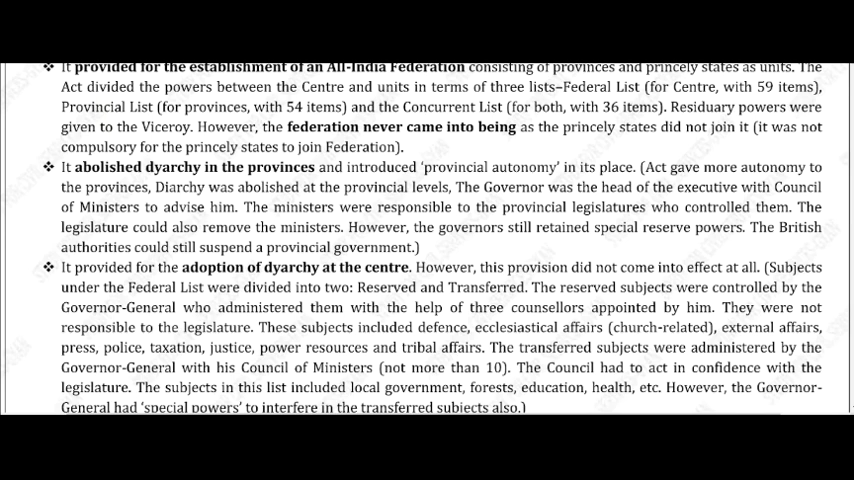 ❖ It provided for the establishment of an All-India Federation consisting of provinces and princely states as units. The
Act divided the powers between the Centre and units in terms of three lists–Federal List (for Centre, with 59 items),
Provincial List (for provinces, with 54 items) and the Concurrent List (for both, with 36 items). Residuary powers were
given to the Viceroy. However, the federation never came into being as the princely states did not join it (it was not
compulsory for the princely states to join Federation).
❖ It abolished dyarchy in the provinces and introduced ‘provincial autonomy’ in its place. (Act gave more autonomy to
the provinces, Diarchy was abolished at the provincial levels, The Governor was the head of the executive with Council
of Ministers to advise him. The ministers were responsible to the provincial legislatures who controlled them. The
legislature could also remove the ministers. However, the governors still retained special reserve powers. The British
authorities could still suspend a provincial government.)
❖ It provided for the adoption of dyarchy at the centre. However, this provision did not come into effect at all. (Subjects
under the Federal List were divided into two: Reserved and Transferred. The reserved subjects were controlled by the
Governor-General who administered them with the help of three counsellors appointed by him. They were not
responsible to the legislature. These subjects included defence, ecclesiastical affairs (church-related), external affairs,
press, police, taxation, justice, power resources and tribal affairs. The transferred subjects were administered by the
Governor-General with his Council of Ministers (not more than 10). The Council had to act in confidence with the
legislature. The subjects in this list included local government, forests, education, health, etc. However, the Governor-
General had ‘special powers’ to interfere in the transferred subjects also.)